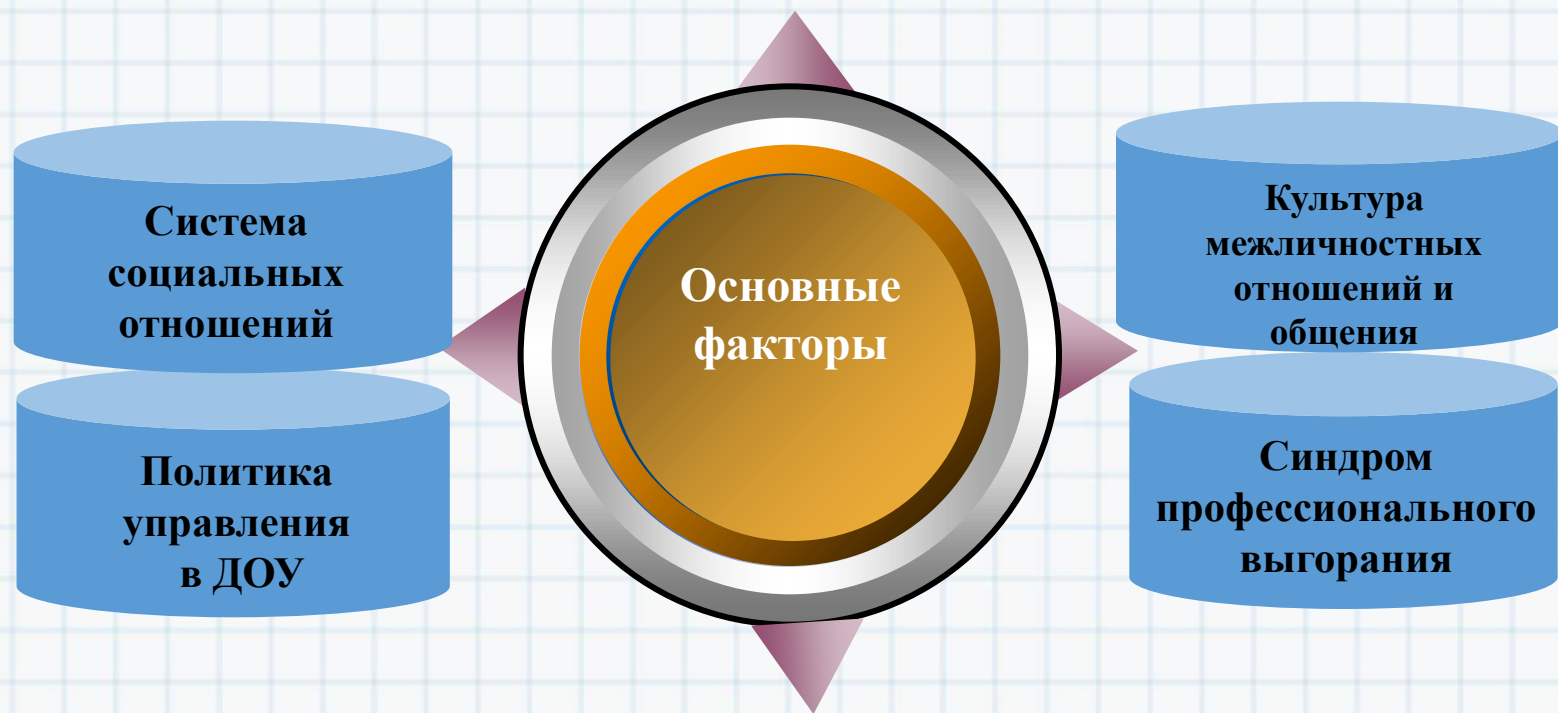 Система
социальных
отношений
Политика
управления
в ДОУ
Основные
факторы
Культура
межличностных
отношений и
общения
Синдром
профессионального
выгорания